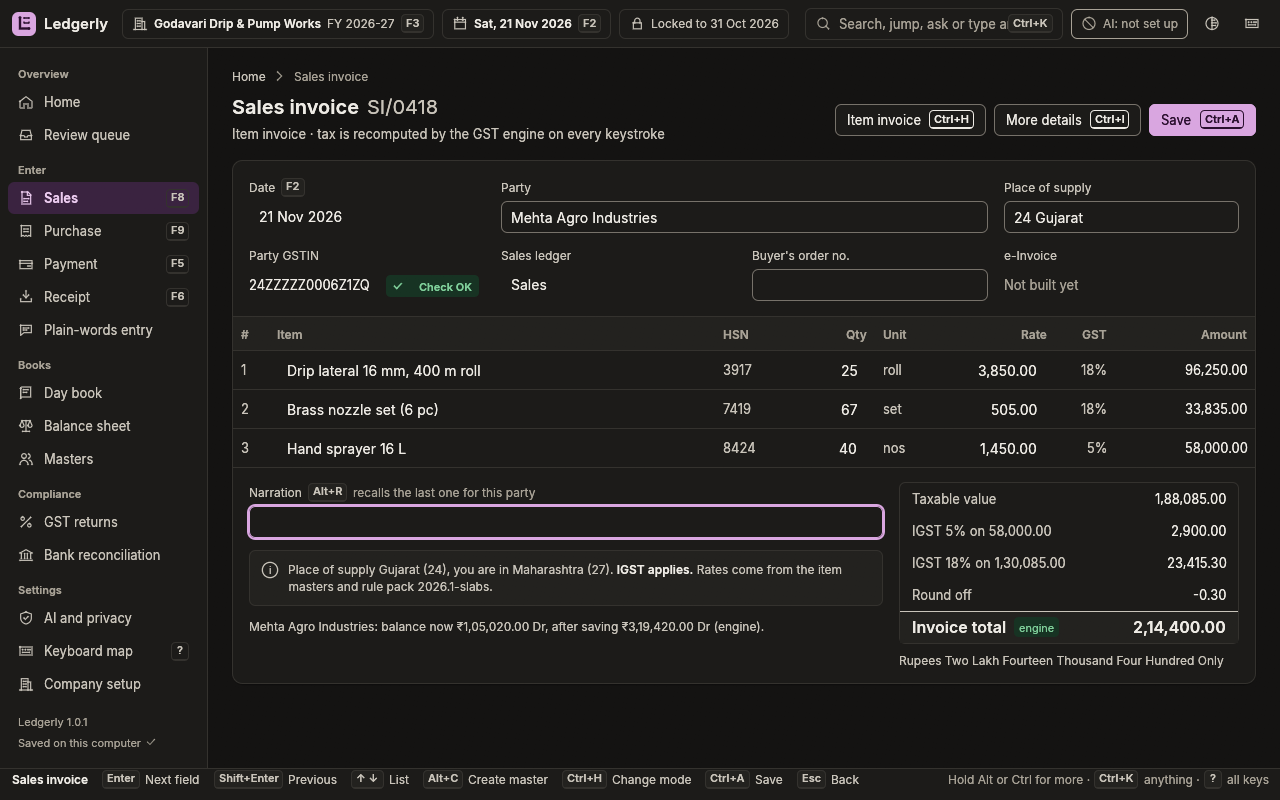 Ledgerly
Godavari Drip & Pump Works FY 2026-27 F3
Sat, 21 Nov 2026 F2
Locked to 31 Oct 2026
Search, jump, ask or type a Ctrl+K
AI: not set up
Overview
Home
Review queue
Enter
Sales F8
Purchase F9
Payment F5
Receipt F6
Plain-words entry
Books
Day book
Balance sheet
Masters
Compliance
GST returns
Bank reconciliation
Settings
AI and privacy
Keyboard map ?
Company setup
Ledgerly 1.0.1
Saved on this computer
Home Sales invoice
Sales invoice SI/0418
Item invoice · tax is recomputed by the GST engine on every keystroke
Item invoice Ctrl+H
More details Ctrl+I
Save Ctrl+A
Date F2 Party Place of supply
21 Nov 2026 Mehta Agro Industries 24 Gujarat
Party GSTIN Sales ledger Buyer's order no. e-Invoice
24ZZZZZ0006Z1ZQ Check OK Sales Not built yet
# Item HSN Qty Unit Rate GST Amount
1 Drip lateral 16 mm, 400 m roll 3917 25 roll 3,850.00 18% 96,250.00
2 Brass nozzle set (6 pc) 7419 67 set 505.00 18% 33,835.00
3 Hand sprayer 16 L 8424 40 nos 1,450.00 5% 58,000.00
Narration Alt+R recalls the last one for this party
Place of supply Gujarat (24), you are in Maharashtra (27). IGST applies. Rates come from the item
masters and rule pack 2026.1-slabs.
Mehta Agro Industries: balance now ₹1,05,020.00 Dr, after saving ₹3,19,420.00 Dr (engine).
Taxable value 1,88,085.00
IGST 5% on 58,000.00 2,900.00
IGST 18% on 1,30,085.00 23,415.30
Round off -0.30
Invoice total engine 2,14,400.00
Rupees Two Lakh Fourteen Thousand Four Hundred Only
Sales invoice Enter Next field Shift+Enter Previous ↑ ↓ List Alt+C Create master Ctrl+H Change mode Ctrl+A Save Esc Back Hold Alt or Ctrl for more · Ctrl+K anything · ? all keys